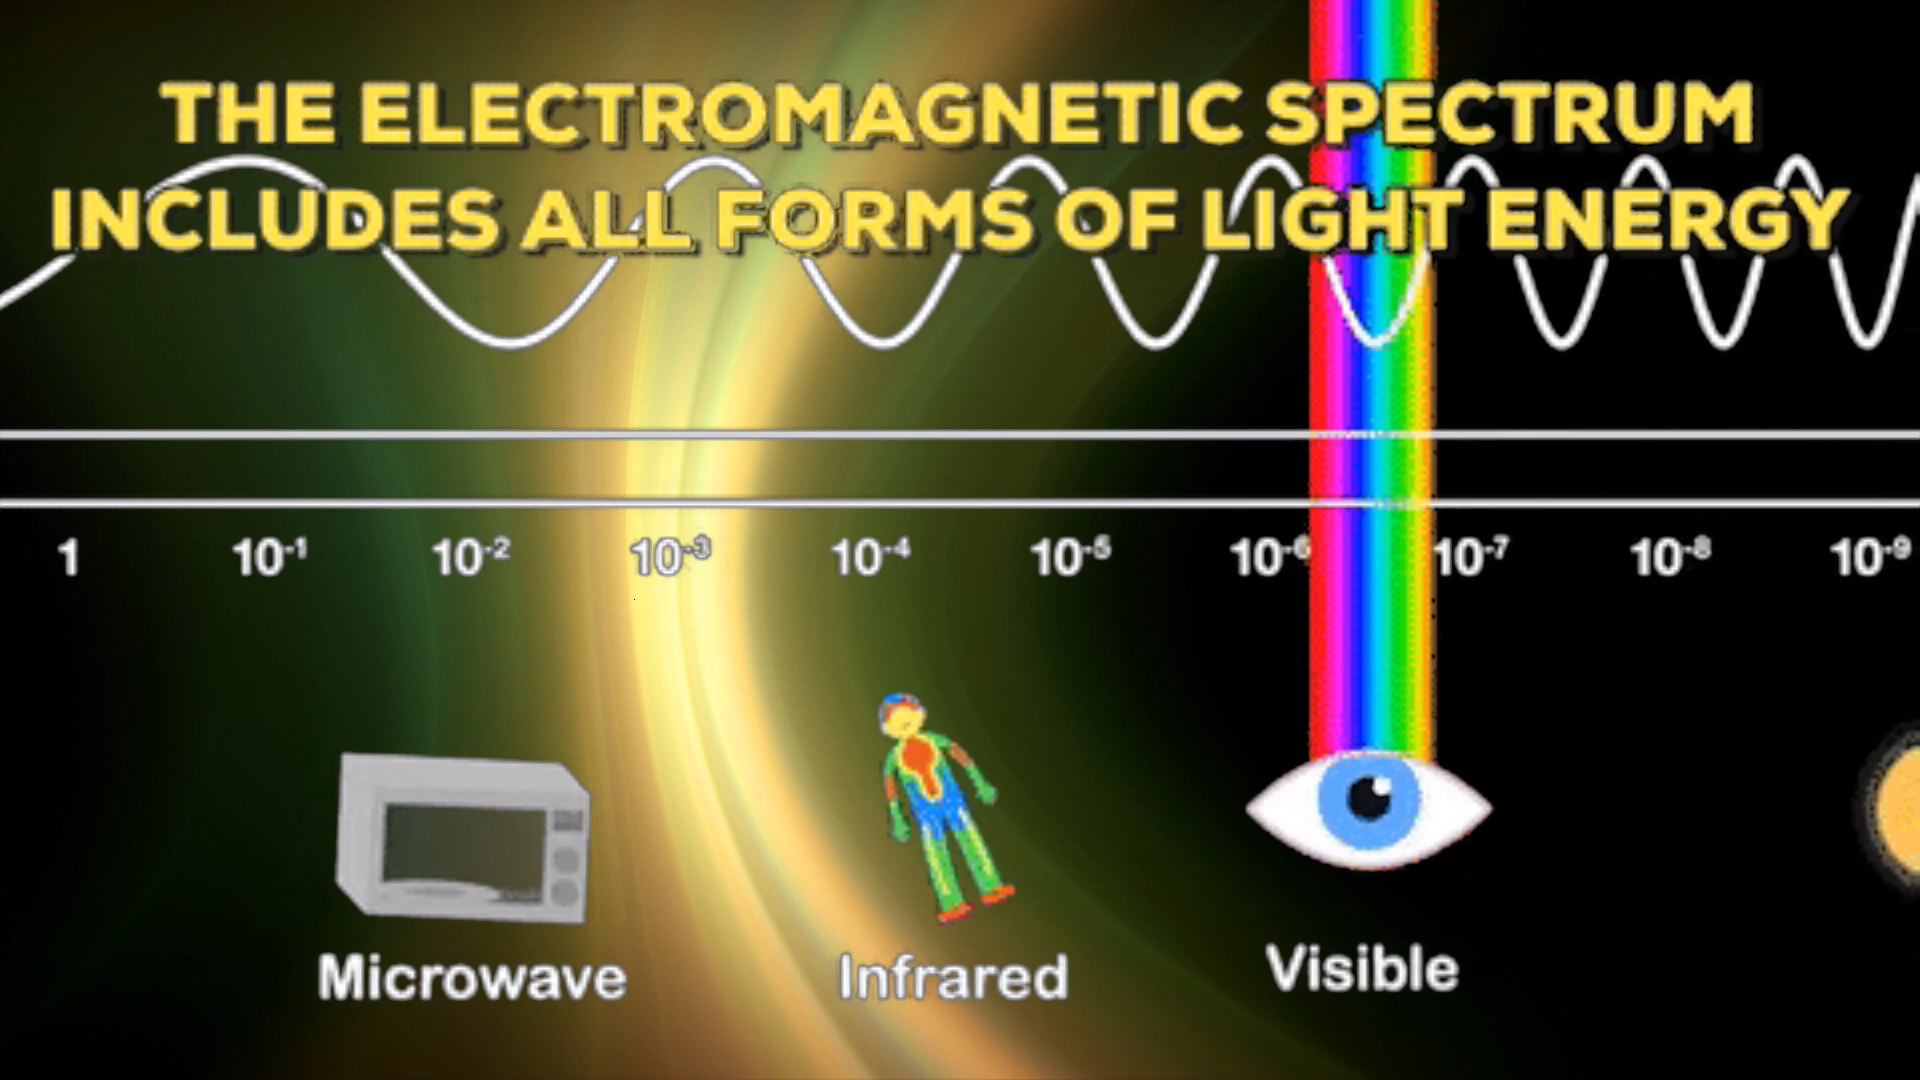 THE ELECTROMAGNETIC SPECTRUM
INCLUDES ALL FORMS OF LIGHT ENERGY
1 10⁻¹ 10⁻² 10⁻³ 10⁻⁴ 10⁻⁵ 10⁻⁶ 10⁻⁷ 10⁻⁸ 10⁻⁹
Microwave Infrared Visible